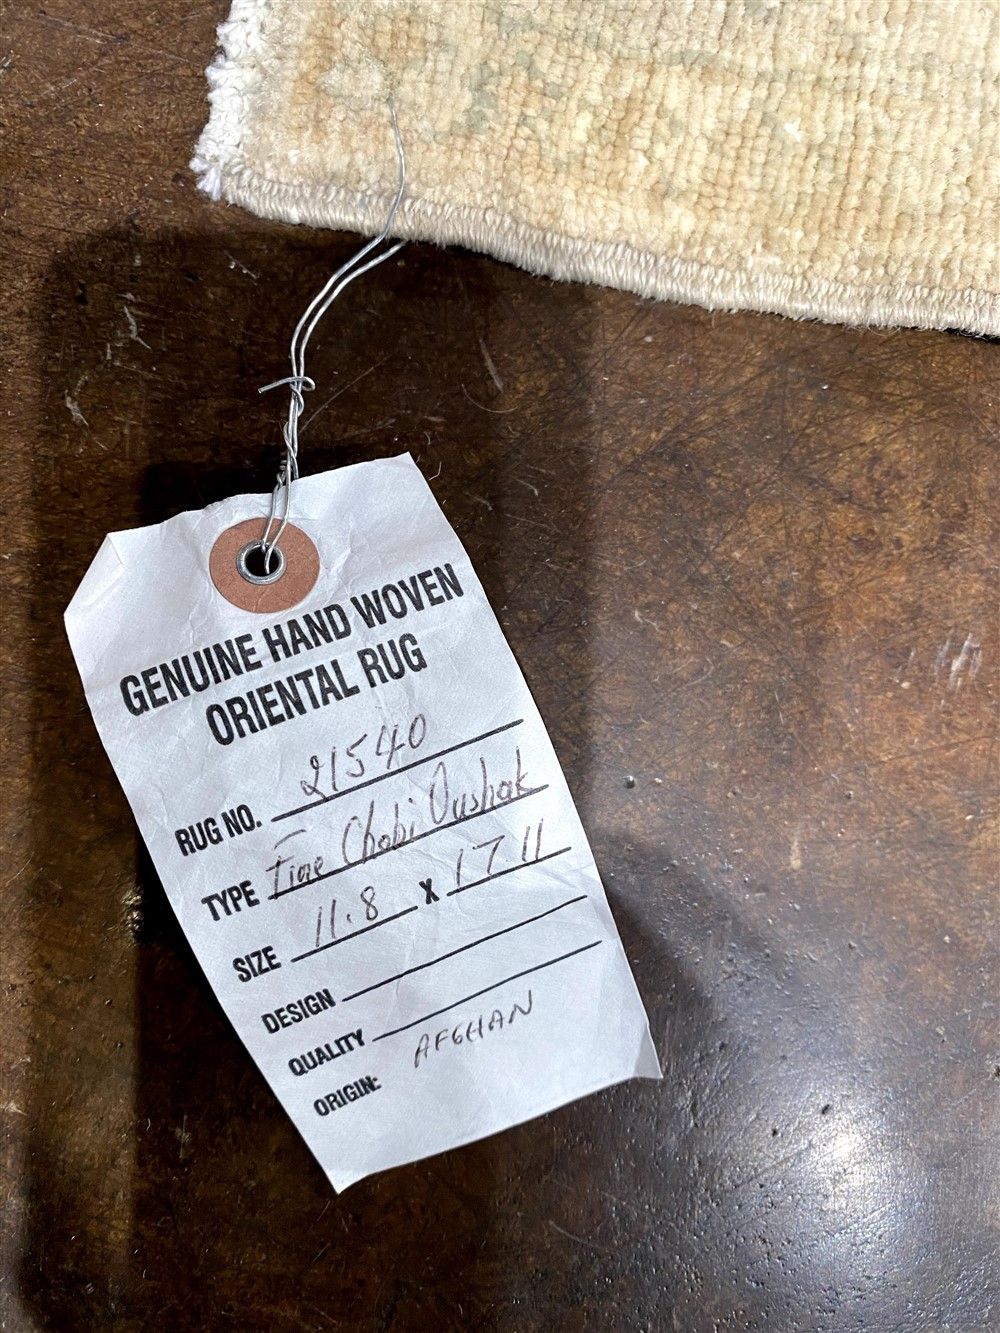 GENUINE HAND WOVEN
ORIENTAL RUG
RUG NO. 21540
TYPE Fine Chobi Oushak
SIZE 11.8 X 17 11
DESIGN
QUALITY
ORIGIN: AFGHAN